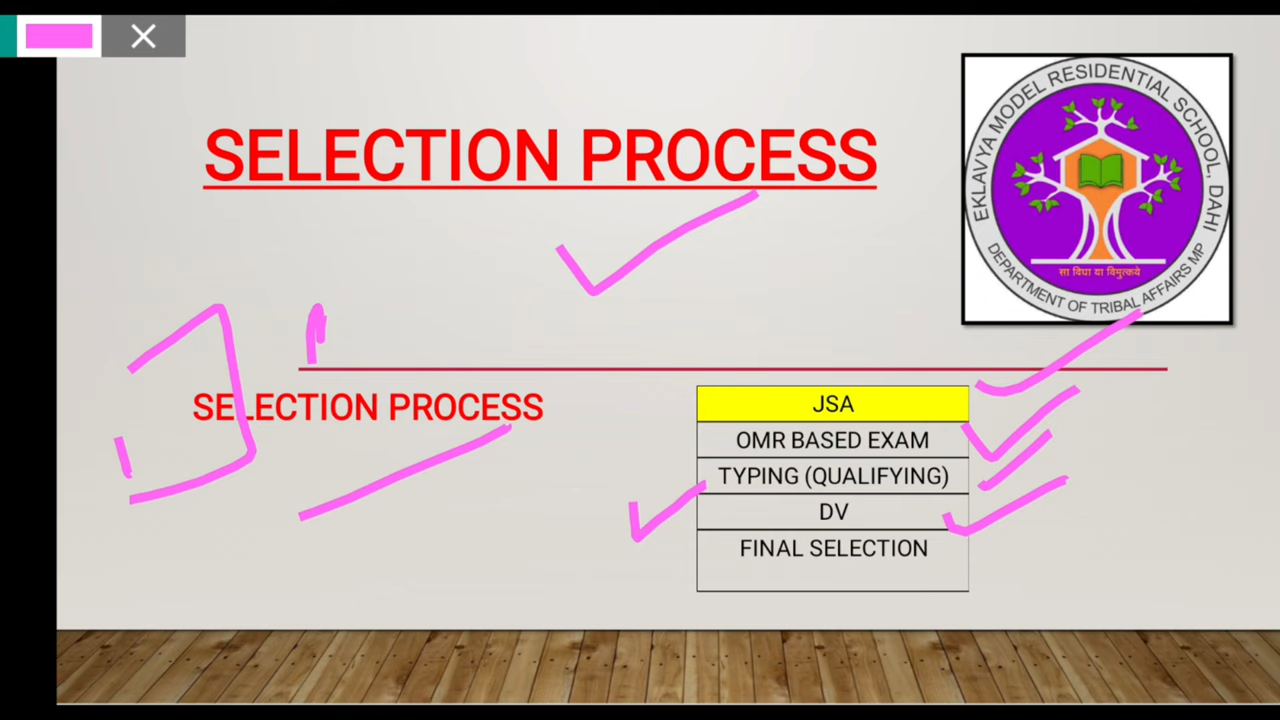 SELECTION PROCESS
EKLAVYA MODEL RESIDENTIAL SCHOOL, DAHI
सा विद्या या विमुत्कये
DEPARTMENT OF TRIBAL AFFAIRS MP
SELECTION PROCESS
JSA
OMR BASED EXAM
TYPING (QUALIFYING)
DV
FINAL SELECTION